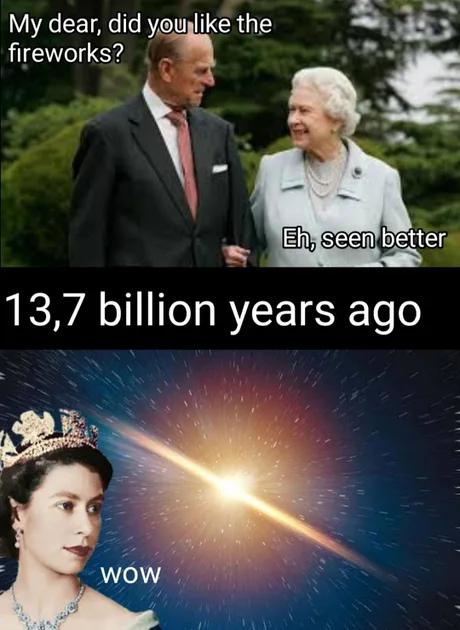 My dear, did you like the
fireworks?
Eh, seen better
13,7 billion years ago
wow